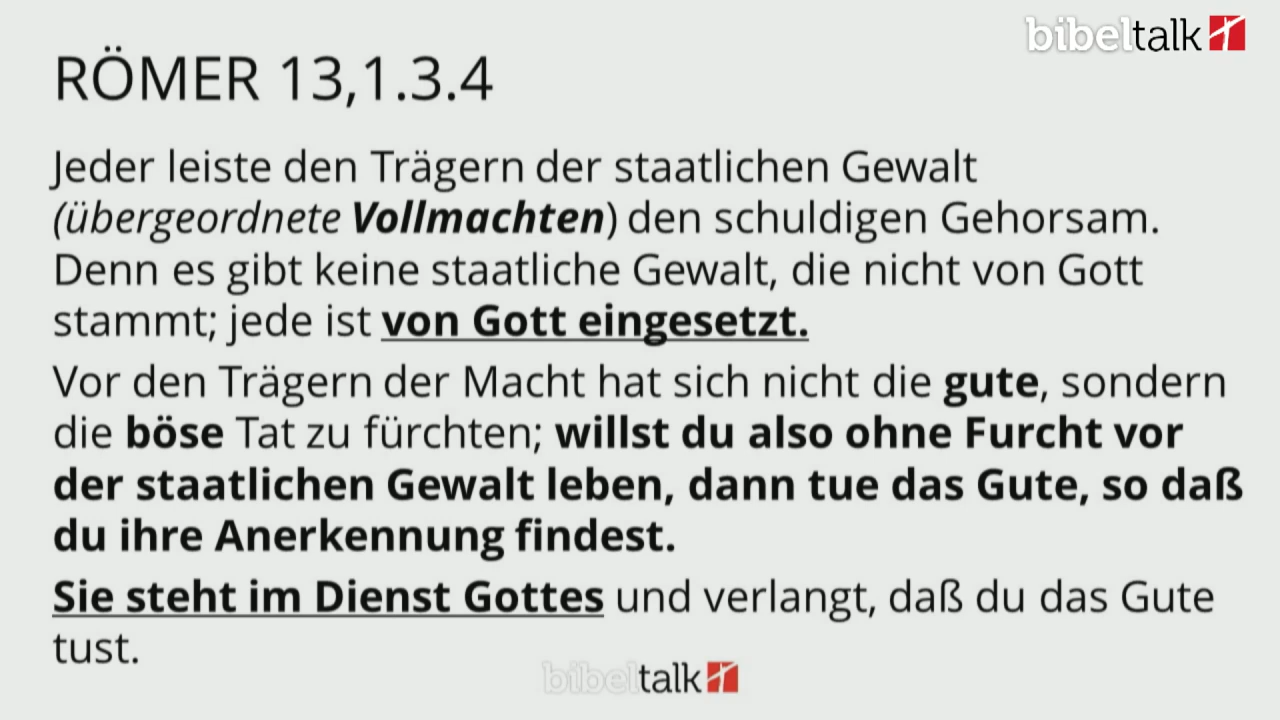 bibeltalk
RÖMER 13,1.3.4
Jeder leiste den Trägern der staatlichen Gewalt
(übergeordnete Vollmachten) den schuldigen Gehorsam.
Denn es gibt keine staatliche Gewalt, die nicht von Gott
stammt; jede ist von Gott eingesetzt.
Vor den Trägern der Macht hat sich nicht die gute, sondern
die böse Tat zu fürchten; willst du also ohne Furcht vor
der staatlichen Gewalt leben, dann tue das Gute, so daß
du ihre Anerkennung findest.
Sie steht im Dienst Gottes und verlangt, daß du das Gute
tust.
bibeltalk